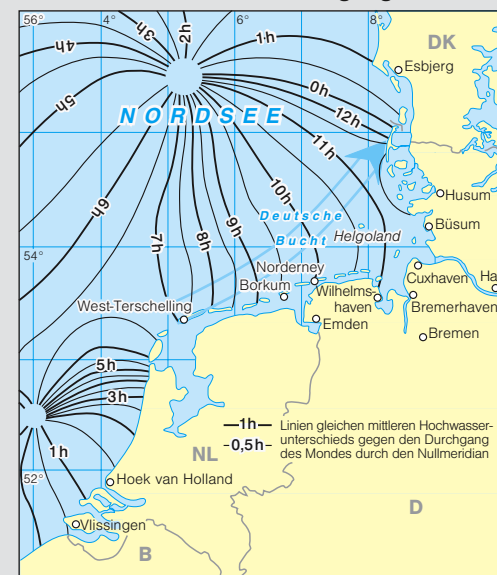 56°
4°
6°
8°
4h
3h
2h
1h
DK
Esbjerg
5h
0h
12h
NORDSEE
11h
6h
10h
Husum
Deutsche
Bucht
9h
8h
7h
Büsum
Helgoland
54°
Norderney
Cuxhaven
Borkum
Wilhelms-
haven
Ha
West-Terschelling
Bremerhaven
Emden
Bremen
5h
3h
1h
—1h—
-0,5h-
Linien gleichen mittleren Hochwasser-
unterschieds gegen den Durchgang
des Mondes durch den Nullmeridian
NL
52°
Hoek van Holland
D
Vlissingen
B